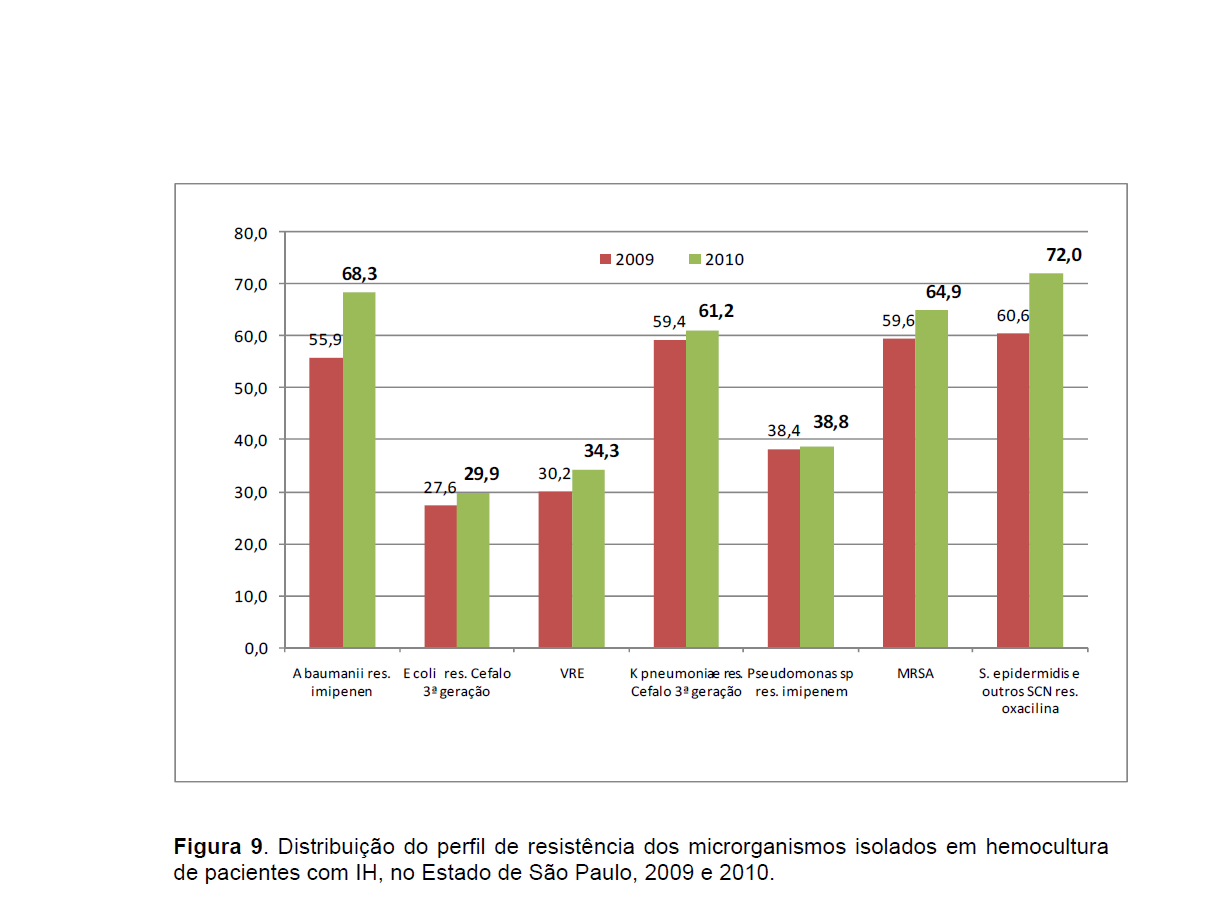 80,0
70,0
60,0
50,0
40,0
30,0
20,0
10,0
0,0
2009 2010
55,9 68,3
27,6 29,9
30,2 34,3
59,4 61,2
38,4 38,8
59,6 64,9
60,6 72,0
A baumanii res.
imipenen
E coli res. Cefalo
3ª geração
VRE
K pneumoniæ res.
Cefalo 3ª geração
Pseudomonas sp
res. imipenem
MRSA
S. epidermidis e
outros SCN res.
oxacilina
Figura 9. Distribuição do perfil de resistência dos microrganismos isolados em hemocultura
de pacientes com IH, no Estado de São Paulo, 2009 e 2010.